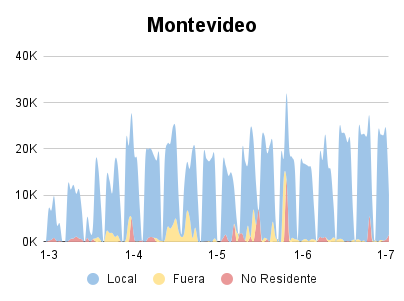 Montevideo
40K
30K
20K
10K
0K
1-3 1-4 1-5 1-6 1-7
Local Fuera No Residente